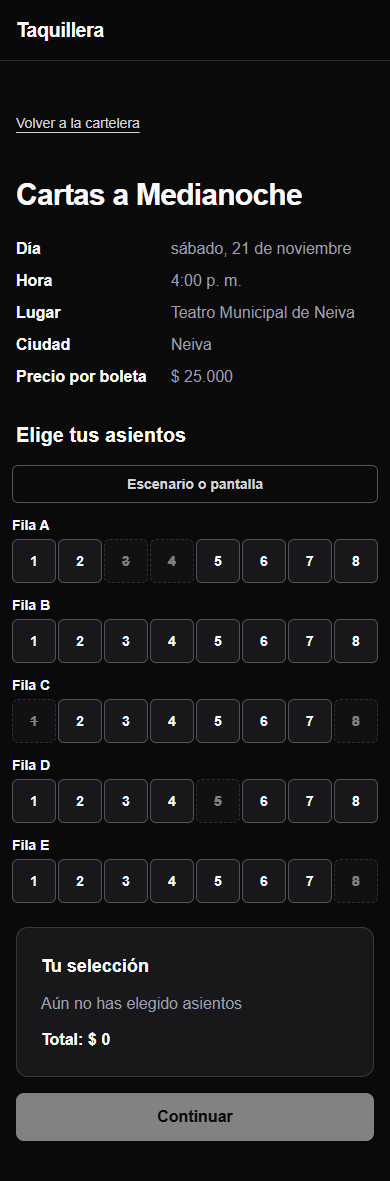 Taquillera
Volver a la cartelera
Cartas a Medianoche
Día sábado, 21 de noviembre
Hora 4:00 p. m.
Lugar Teatro Municipal de Neiva
Ciudad Neiva
Precio por boleta $ 25.000
Elige tus asientos
Escenario o pantalla
Fila A
1 2 3 4 5 6 7 8
Fila B
1 2 3 4 5 6 7 8
Fila C
1 2 3 4 5 6 7 8
Fila D
1 2 3 4 5 6 7 8
Fila E
1 2 3 4 5 6 7 8
Tu selección
Aún no has elegido asientos
Total: $ 0
Continuar